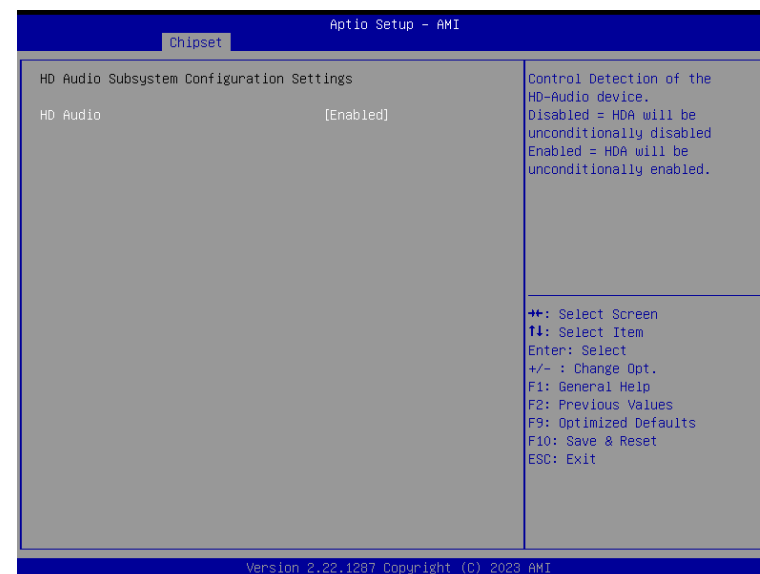 Aptio Setup – AMI
Chipset
HD Audio Subsystem Configuration Settings
HD Audio [Enabled]
Control Detection of the
HD-Audio device.
Disabled = HDA will be
unconditionally disabled
Enabled = HDA will be
unconditionally enabled.
→←: Select Screen
↑↓: Select Item
Enter: Select
+/- : Change Opt.
F1: General Help
F2: Previous Values
F9: Optimized Defaults
F10: Save & Reset
ESC: Exit
Version 2.22.1287 Copyright (C) 2023 AMI